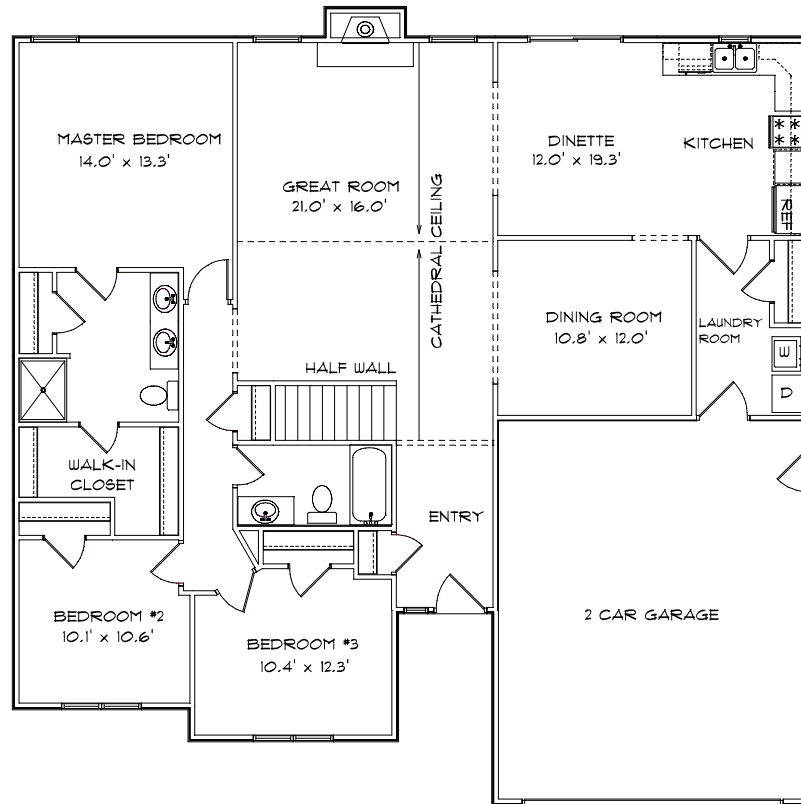 MASTER BEDROOM
14.0' x 13.3'
GREAT ROOM
21.0' x 16.0'
CATHEDRAL CEILING
DINETTE
12.0' x 19.3'
KITCHEN
REF
DINING ROOM
10.8' x 12.0'
LAUNDRY
ROOM
W
D
HALF WALL
WALK-IN
CLOSET
ENTRY
BEDROOM #2
10.1' x 10.6'
BEDROOM #3
10.4' x 12.3'
2 CAR GARAGE